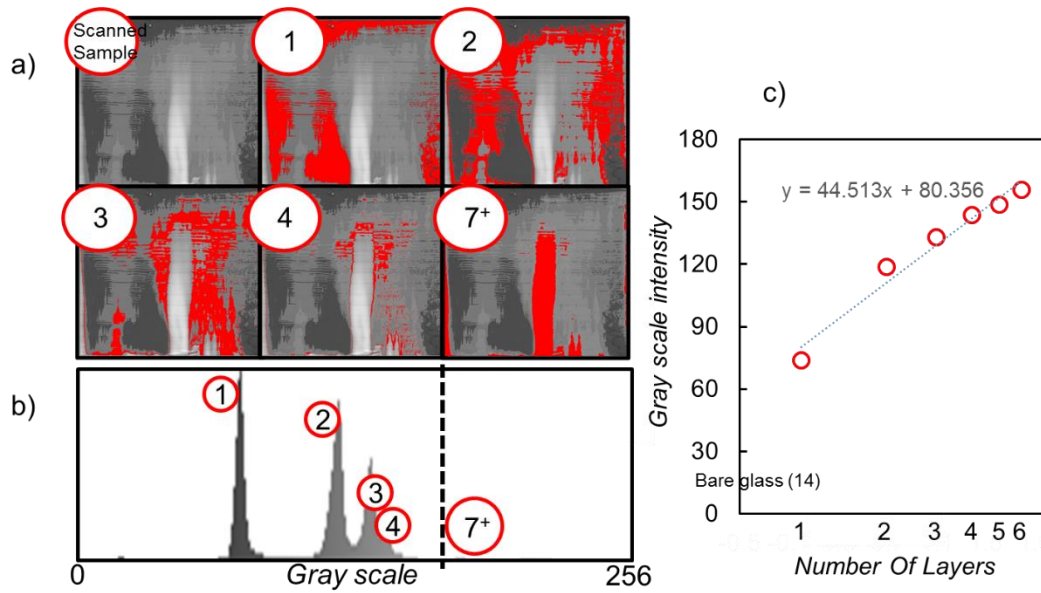 a)
Scanned
Sample
1
2
3
4
7+
b)
1
2
3
4
7+
0
Gray scale
256
c)
180
150
120
90
60
30
0
Gray scale intensity
y = 44.513x + 80.356
Bare glass (14)
1 2 3 4 5 6
Number Of Layers